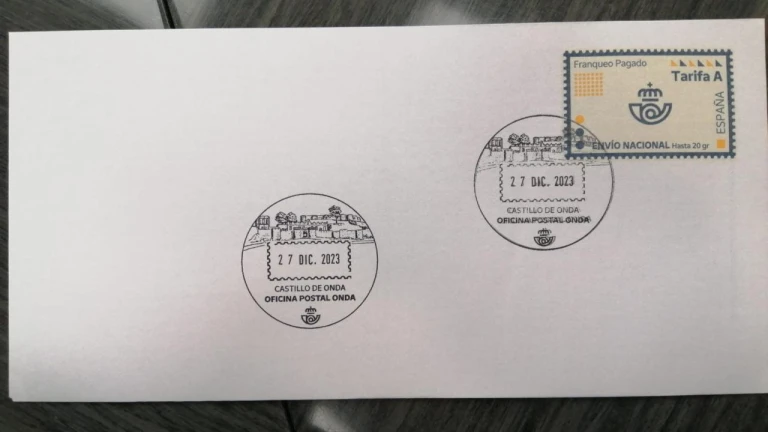 Franqueo Pagado
Tarifa A
ESPAÑA
ENVÍO NACIONAL Hasta 20 gr
27 DIC. 2023
CASTILLO DE ONDA
OFICINA POSTAL ONDA
27 DIC. 2023
CASTILLO DE ONDA
OFICINA POSTAL ONDA